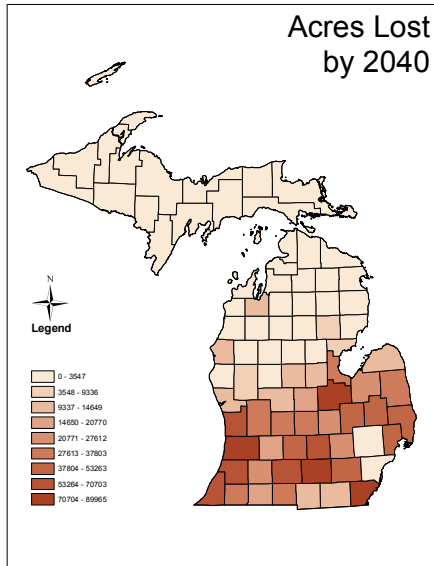 Acres Lost
by 2040
N
Legend
0 - 3547
3548 - 9336
9337 - 14649
14650 - 20770
20771 - 27612
27613 - 37803
37804 - 53263
53264 - 70703
70704 - 89965